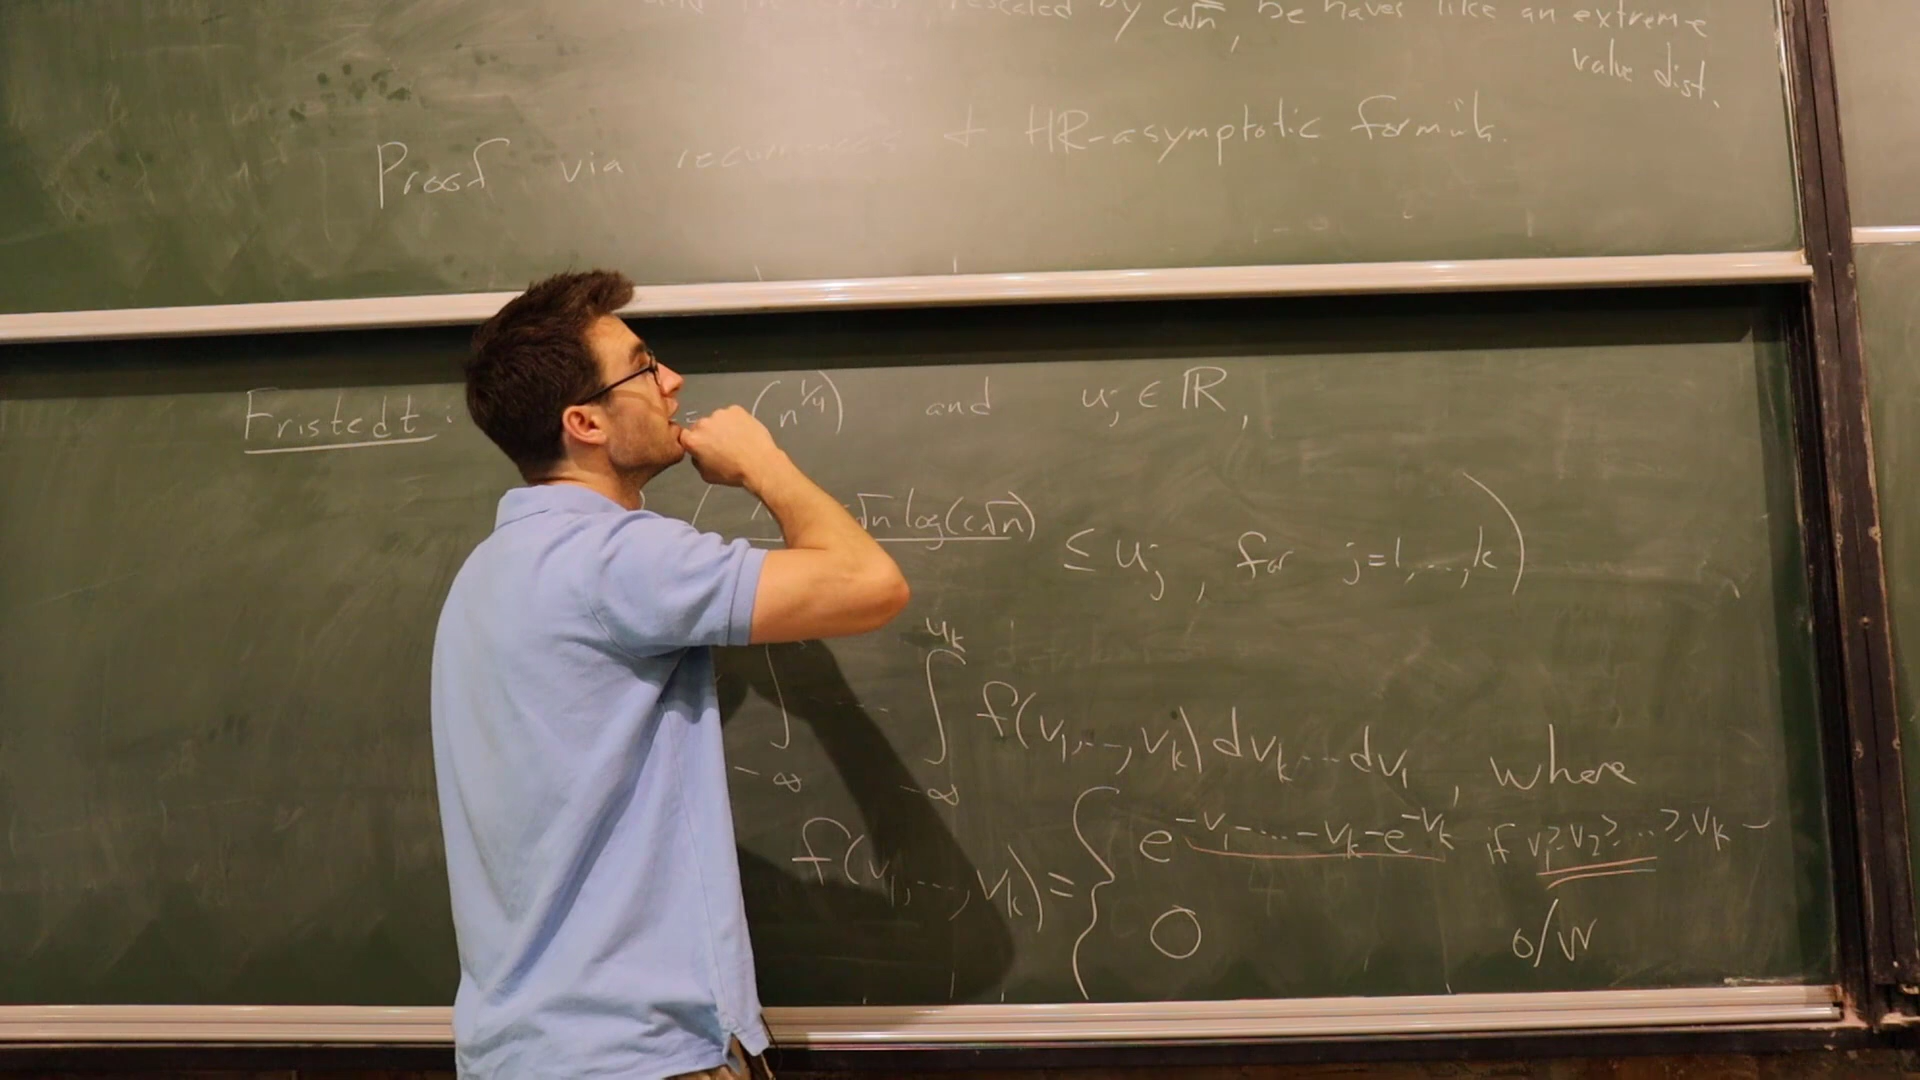 rescaled by c√n, behaves like an extreme
value dist.
Proof via recurrences + HR-asymptotic formula.
Fristedt: = (n^{1/4}) and u_j ∈ ℝ,
√n log(c√n) ≤ u_j, for j=1,...,k)
∫_{-∞} ---- ∫_{-∞}^{u_k} f(v_1,...,v_k) dv_k ... dv_1, where
f(v_1,...,v_k) = { e^{-v_1-....-v_k-e^{-v_k}} if v_1≥v_2≥...≥v_k
0 o/w